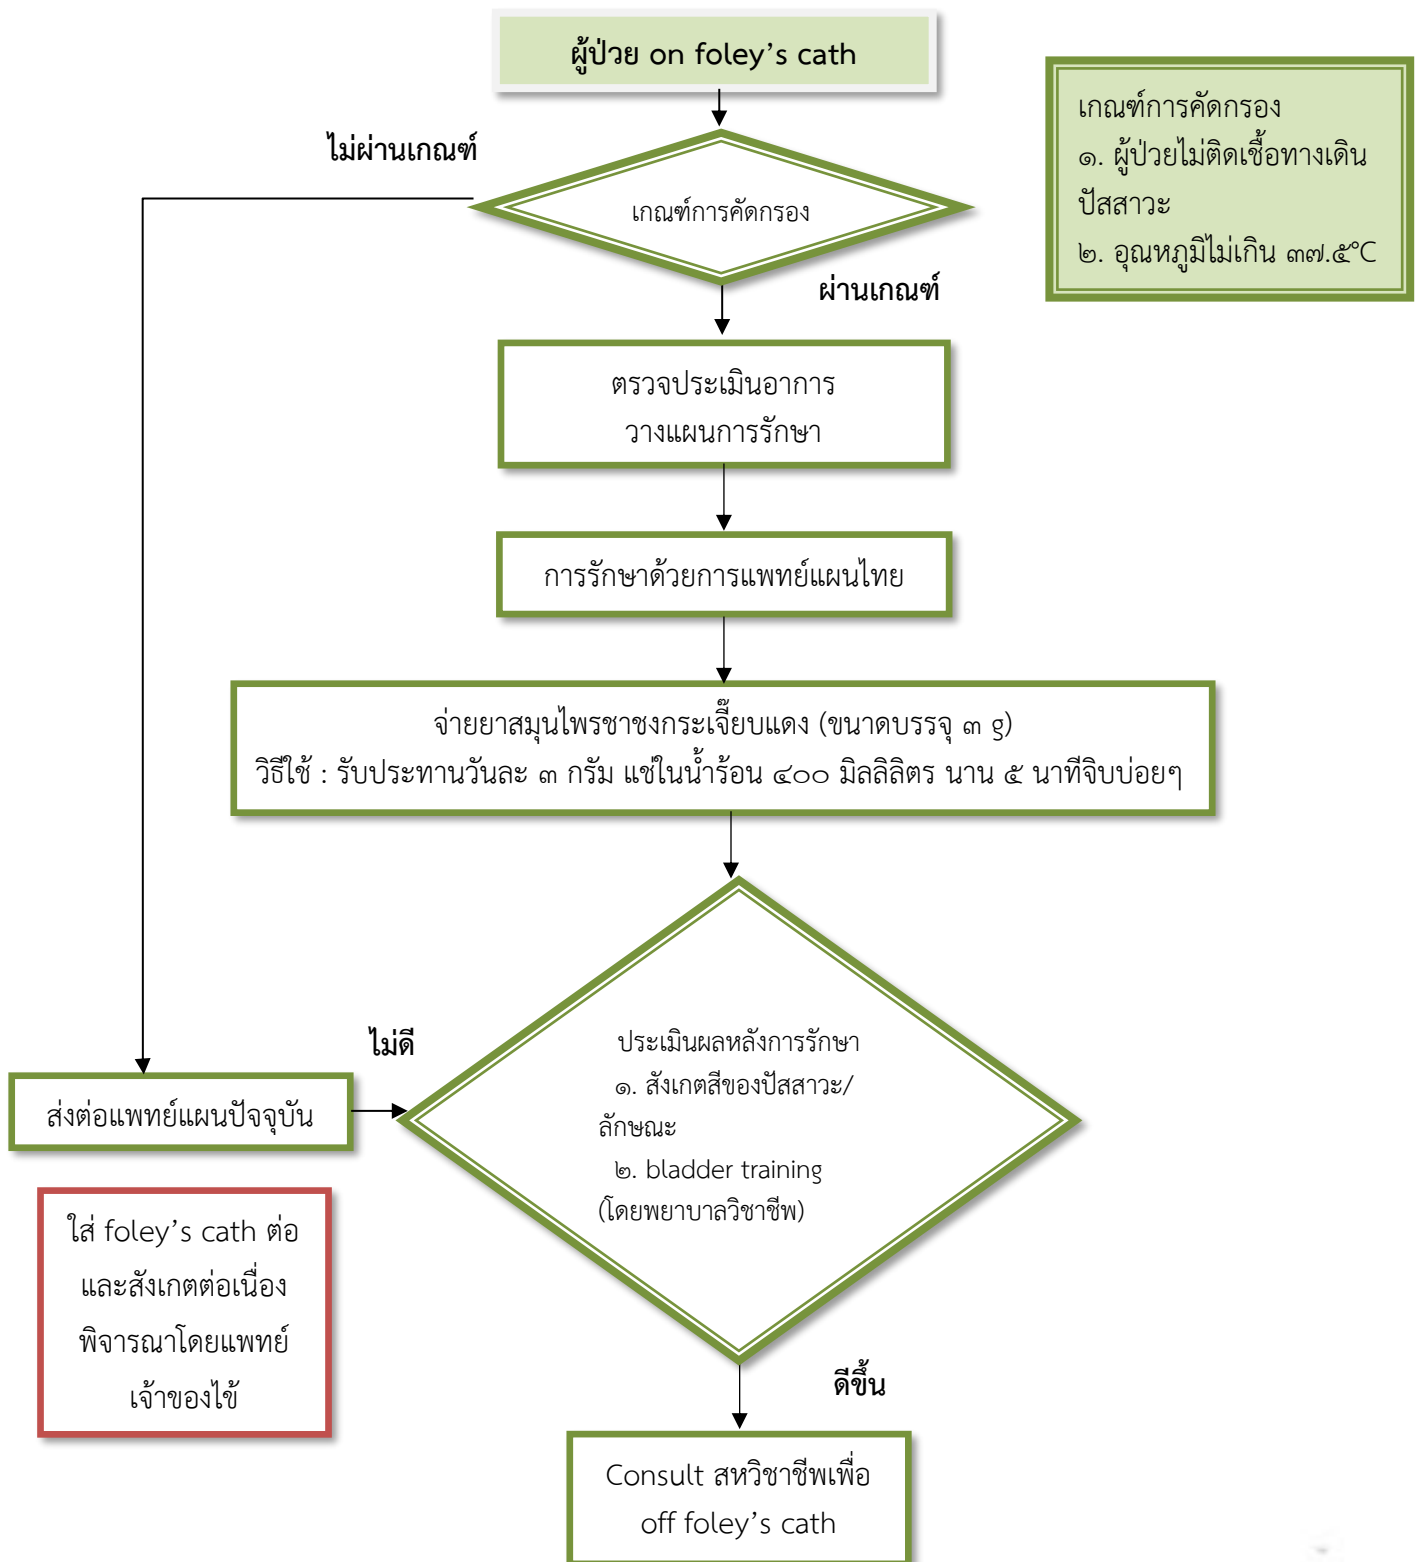 ผู้ป่วย on foley’s cath
เกณฑ์การคัดกรอง
๑. ผู้ป่วยไม่ติดเชื้อทางเดิน
ปัสสาวะ
๒. อุณหภูมิไม่เกิน ๓๗.๕°C
ไม่ผ่านเกณฑ์
เกณฑ์การคัดกรอง
ผ่านเกณฑ์
ตรวจประเมินอาการ
วางแผนการรักษา
การรักษาด้วยการแพทย์แผนไทย
จ่ายยาสมุนไพรชาชงกระเจี๊ยบแดง (ขนาดบรรจุ ๓ g)
วิธีใช้ : รับประทานวันละ ๓ กรัม แช่ในน้ำร้อน ๔๐๐ มิลลิลิตร นาน ๕ นาทีจิบบ่อยๆ
ไม่ดี
ประเมินผลหลังการรักษา
๑. สังเกตสีของปัสสาวะ/
ลักษณะ
๒. bladder training
(โดยพยาบาลวิชาชีพ)
ส่งต่อแพทย์แผนปัจจุบัน
ใส่ foley’s cath ต่อ
และสังเกตต่อเนื่อง
พิจารณาโดยแพทย์
เจ้าของไข้
ดีขึ้น
Consult สหวิชาชีพเพื่อ
off foley’s cath